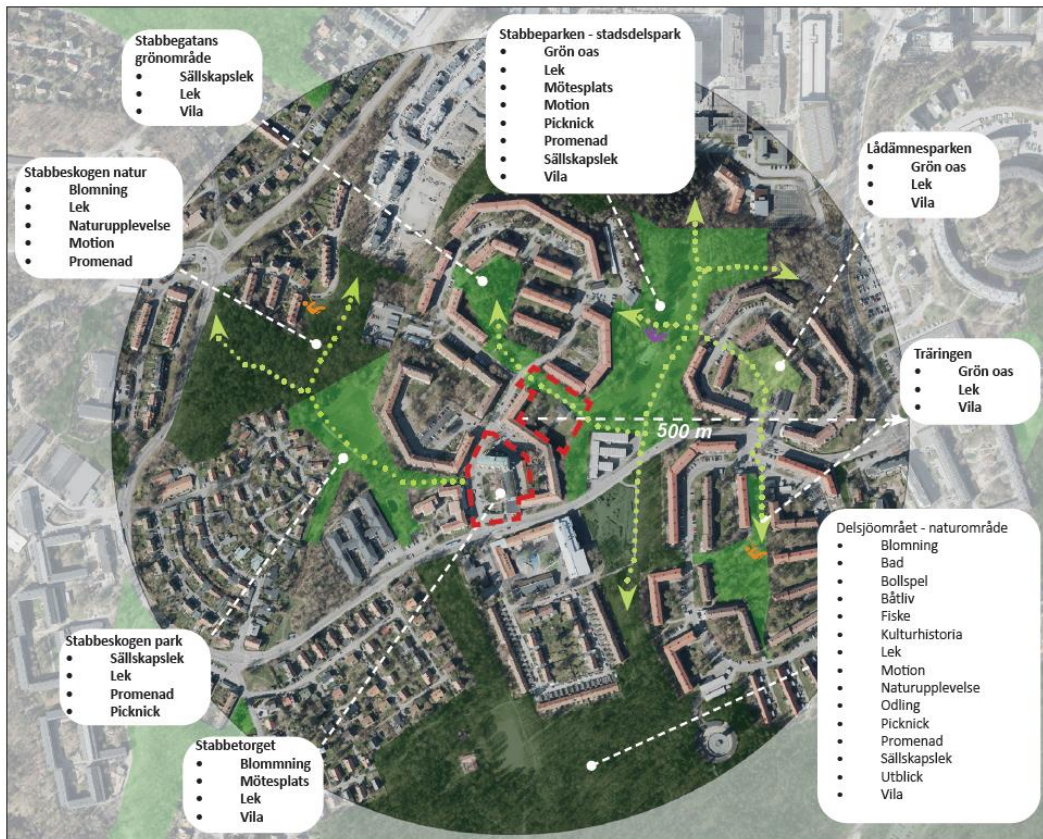 Stabbegatans
grönområde
• Sällskapslek
• Lek
• Vila
Stabbeparken - stadsdelspark
• Grön oas
• Lek
• Mötesplats
• Motion
• Picknick
• Promenad
• Sällskapslek
• Vila
Lådämnesparken
• Grön oas
• Lek
• Vila
Stabbeskogen natur
• Blomning
• Lek
• Naturupplevelse
• Motion
• Promenad
Träringen
• Grön oas
• Lek
• Vila
500 m
Delsjöområet - naturområde
• Blomning
• Bad
• Bollspel
• Båtliv
• Fiske
• Kulturhistoria
• Lek
• Motion
• Naturupplevelse
• Odling
• Picknick
• Promenad
• Sällskapslek
• Utblick
• Vila
Stabbeskogen park
• Sällskapslek
• Lek
• Promenad
• Picknick
Stabbetorget
• Blommning
• Mötesplats
• Lek
• Vila